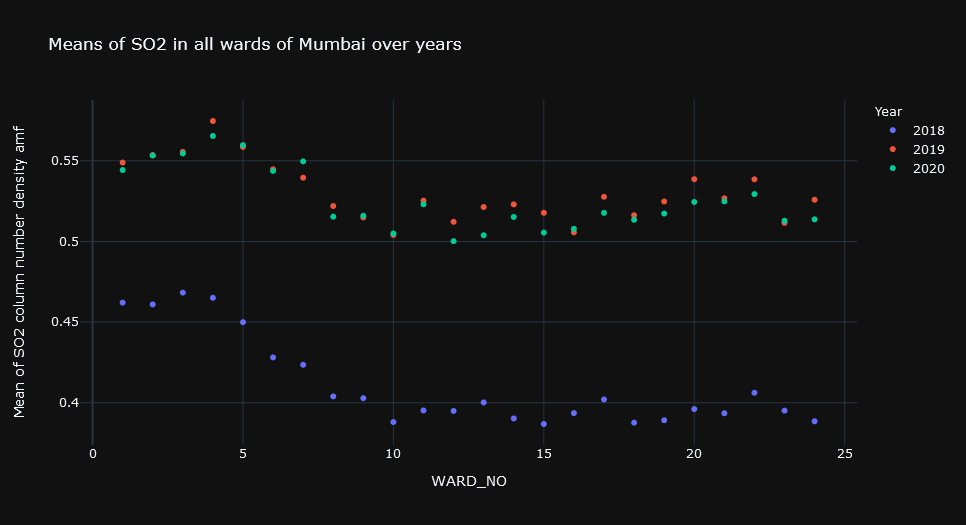 Means of SO2 in all wards of Mumbai over years
Year
2018
2019
2020
Mean of SO2 column number density amf
0.55
0.5
0.45
0.4
0 5 10 15 20 25
WARD_NO